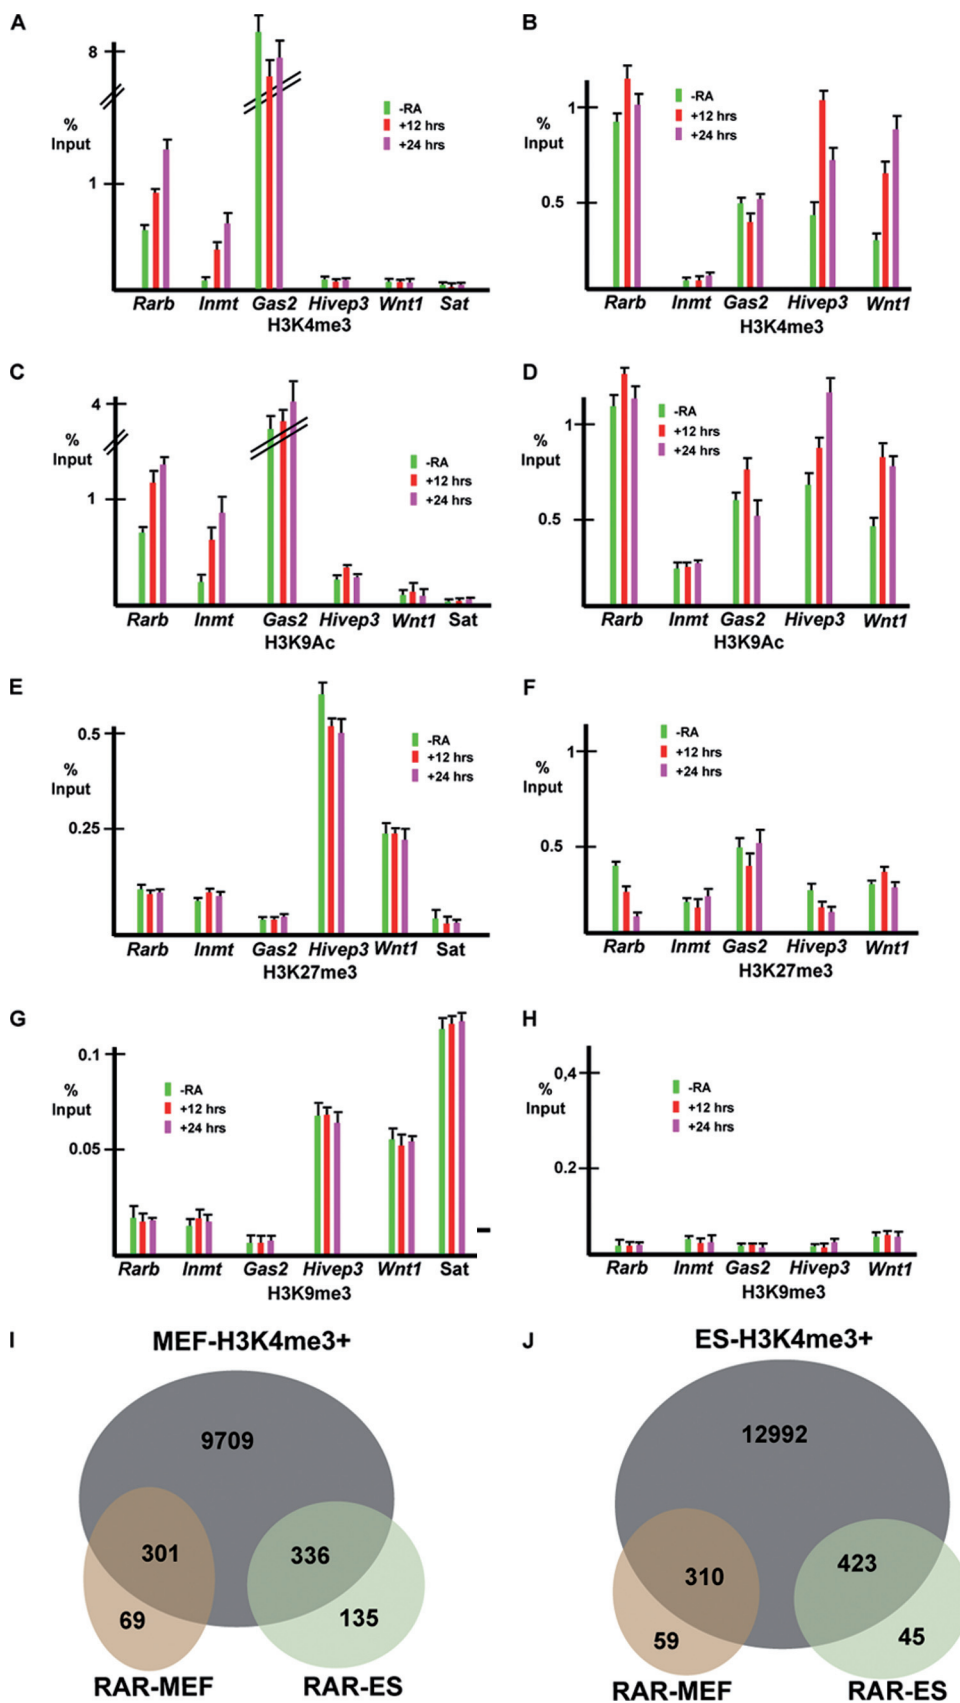 A
8
%
Input
1
-RA
+12 hrs
+24 hrs
Rarb Inmt Gas2 Hivep3 Wnt1 Sat
H3K4me3
B
1
%
Input
0.5
-RA
+12 hrs
+24 hrs
Rarb Inmt Gas2 Hivep3 Wnt1
H3K4me3
C
4
%
Input
1
-RA
+12 hrs
+24 hrs
Rarb Inmt Gas2 Hivep3 Wnt1 Sat
H3K9Ac
D
1
%
Input
0.5
-RA
+12 hrs
+24 hrs
Rarb Inmt Gas2 Hivep3 Wnt1
H3K9Ac
E
0.5
%
Input
0.25
-RA
+12 hrs
+24 hrs
Rarb Inmt Gas2 Hivep3 Wnt1 Sat
H3K27me3
F
1
%
Input
0.5
-RA
+12 hrs
+24 hrs
Rarb Inmt Gas2 Hivep3 Wnt1
H3K27me3
G
0.1
%
Input
0.05
-RA
+12 hrs
+24 hrs
Rarb Inmt Gas2 Hivep3 Wnt1 Sat
H3K9me3
H
0,4
%
Input
0.2
-RA
+12 hrs
+24 hrs
Rarb Inmt Gas2 Hivep3 Wnt1
H3K9me3
I
MEF-H3K4me3+
9709
301
336
69
135
RAR-MEF
RAR-ES
J
ES-H3K4me3+
12992
310
423
59
45
RAR-MEF
RAR-ES